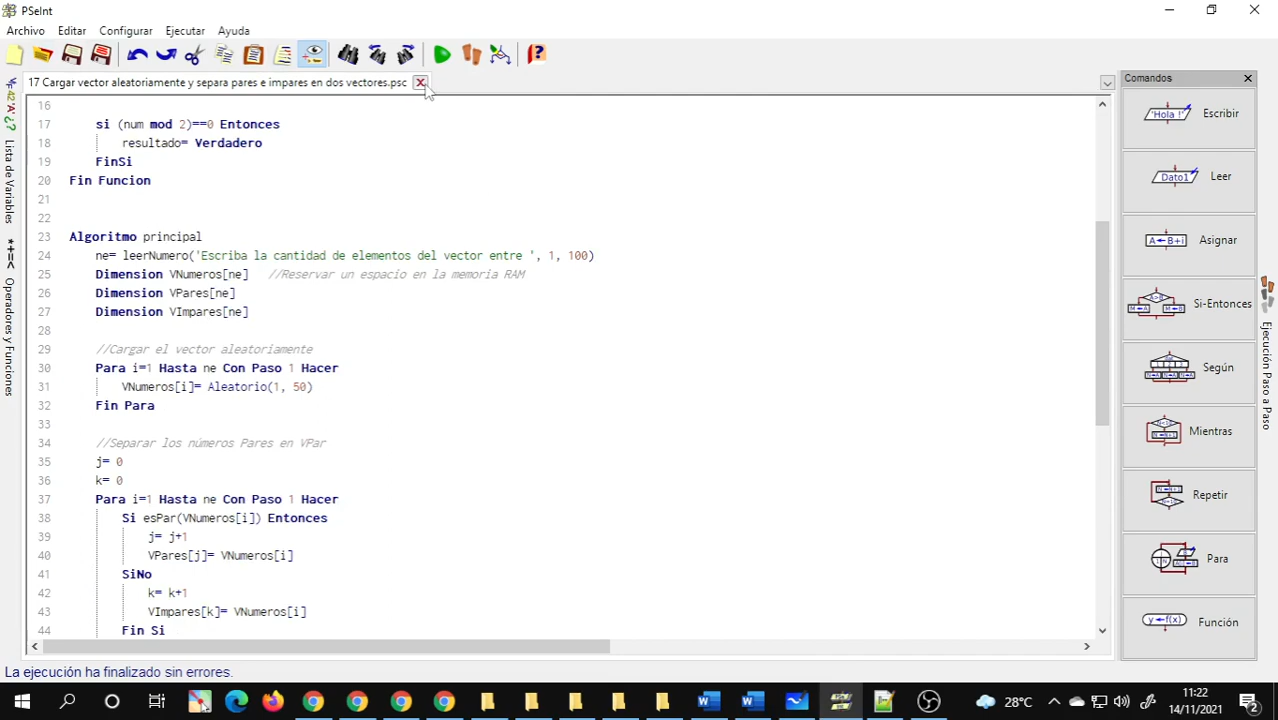 PSeInt
Archivo Editar Configurar Ejecutar Ayuda
17 Cargar vector aleatoriamente y separa pares e impares en dos vectores.psc
Comandos
16
17 si (num mod 2)==0 Entonces
18 resultado= Verdadero
19 FinSi
20 Fin Funcion
21
22
23 Algoritmo principal
24 ne= leerNumero('Escriba la cantidad de elementos del vector entre ', 1, 100)
25 Dimension VNumeros[ne] //Reservar un espacio en la memoria RAM
26 Dimension VPares[ne]
27 Dimension VImpares[ne]
28
29 //Cargar el vector aleatoriamente
30 Para i=1 Hasta ne Con Paso 1 Hacer
31 VNumeros[i]= Aleatorio(1, 50)
32 Fin Para
33
34 //Separar los números Pares en VPar
35 j= 0
36 k= 0
37 Para i=1 Hasta ne Con Paso 1 Hacer
38 Si esPar(VNumeros[i]) Entonces
39 j= j+1
40 VPares[j]= VNumeros[i]
41 SiNo
42 k= k+1
43 VImpares[k]= VNumeros[i]
44 Fin Si
Lista de Variables
*+=< Operadores y Funciones
'Hola !' Escribir
Dato1 Leer
A←B+i Asignar
A>B Si-Entonces
Según
Mientras
Repetir
Para
y←f(x) Función
Ejecución Paso a Paso
La ejecución ha finalizado sin errores.
28°C
11:22
14/11/2021
2